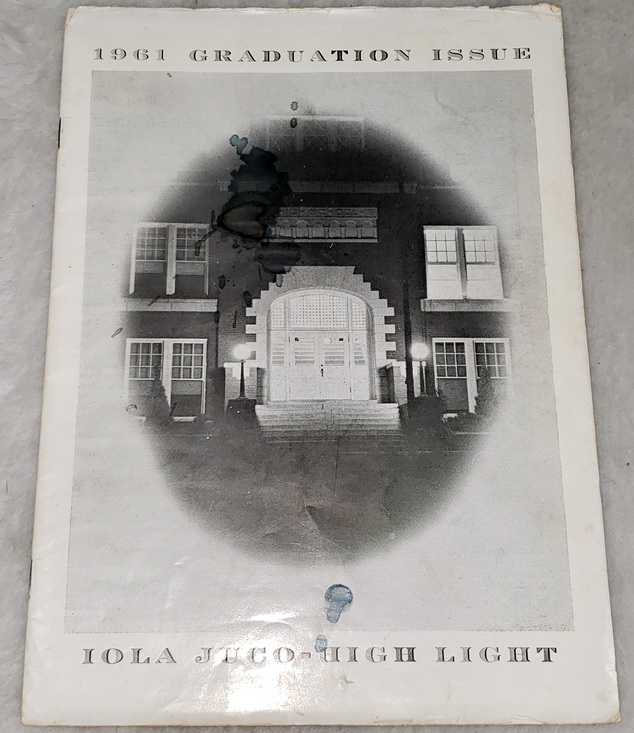 1961 GRADUATION ISSUE
IOLA JUCO-HIGH LIGHT